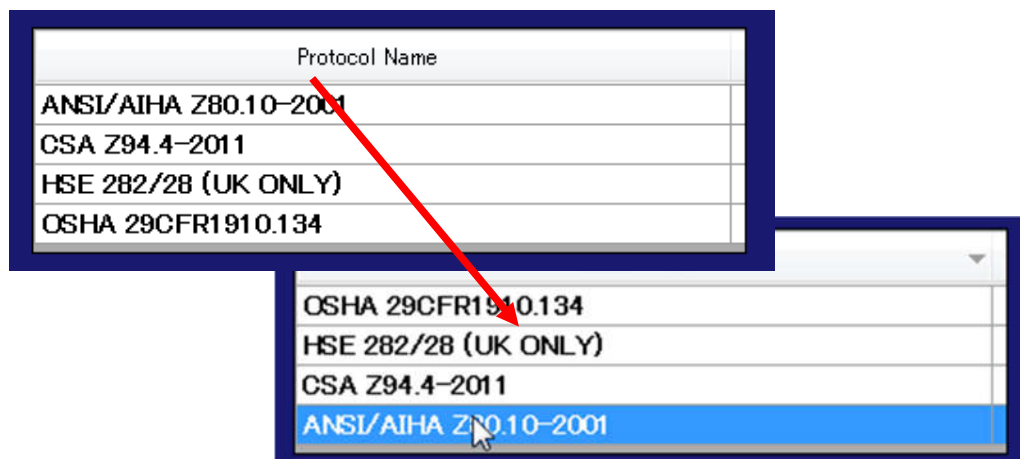 Protocol Name
ANSI/AIHA Z80.10-2001
CSA Z94.4-2011
HSE 282/28 (UK ONLY)
OSHA 29CFR1910.134
OSHA 29CFR1910.134
HSE 282/28 (UK ONLY)
CSA Z94.4-2011
ANSI/AIHA Z80.10-2001